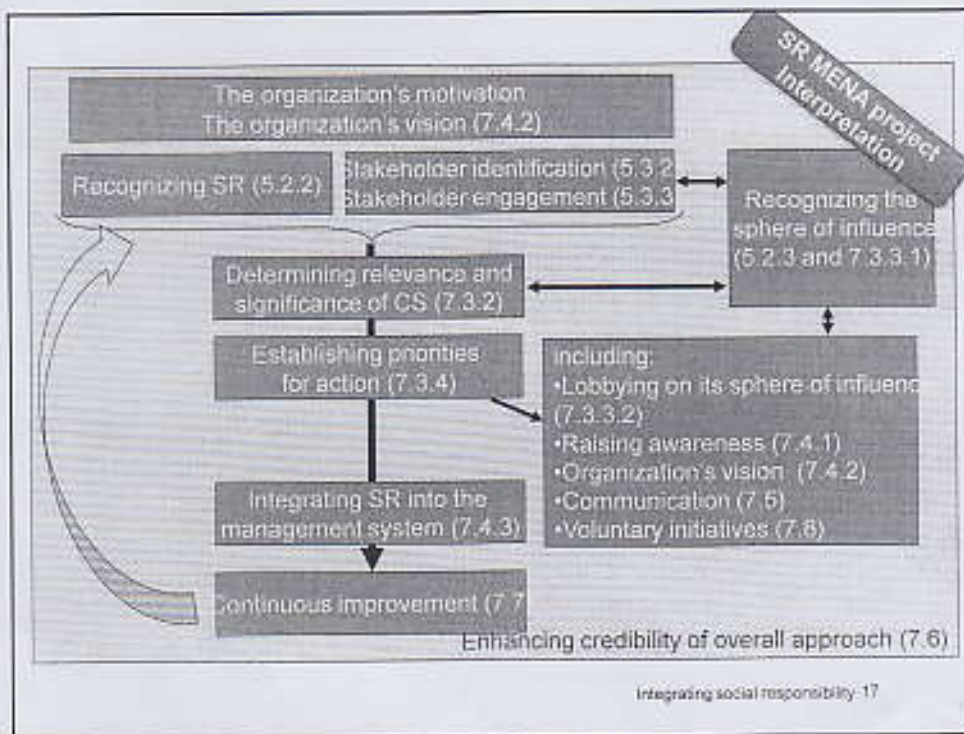 SR MENA project
Interpretation
The organization's motivation
The organization's vision (7.4.2)
Recognizing SR (5.2.2)
Stakeholder identification (5.3.2
Stakeholder engagement (5.3.3
Recognizing the
sphere of influence
(5.2.3 and 7.3.3.1)
Determining relevance and
significance of CS (7.3.2)
Establishing priorities
for action (7.3.4)
including:
•Lobbying on its sphere of influenc
(7.3.3.2)
•Raising awareness (7.4.1)
•Organization's vision (7.4.2)
•Communication (7.5)
•Voluntary initiatives (7.8)
Integrating SR into the
management system (7.4.3)
Continuous improvement (7.7
Enhancing credibility of overall approach (7.6)
Integrating social responsibility 17